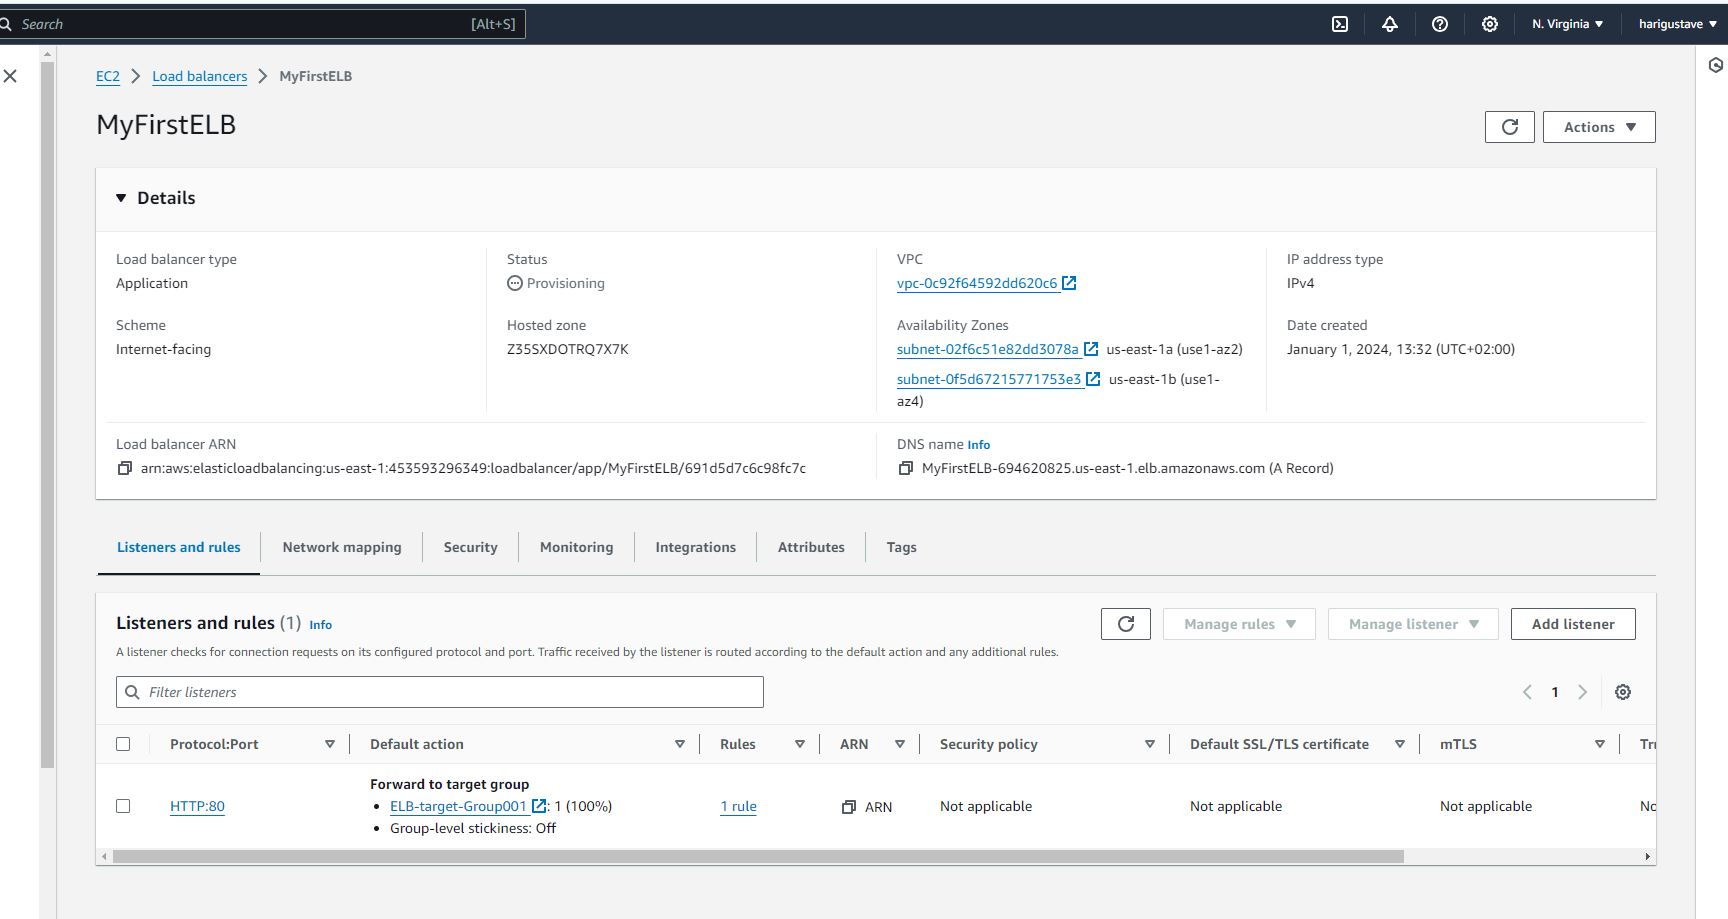 Search [Alt+S] N. Virginia harigustave
EC2 Load balancers MyFirstELB
MyFirstELB
Actions
Details
Load balancer type
Application
Status
Provisioning
VPC
vpc-0c92f64592dd620c6
IP address type
IPv4
Scheme
Internet-facing
Hosted zone
Z35SXDOTRQ7X7K
Availability Zones
subnet-02f6c51e82dd3078a us-east-1a (use1-az2)
subnet-0f5d67215771753e3 us-east-1b (use1-
az4)
Date created
January 1, 2024, 13:32 (UTC+02:00)
Load balancer ARN
arn:aws:elasticloadbalancing:us-east-1:453593296349:loadbalancer/app/MyFirstELB/691d5d7c6c98fc7c
DNS name Info
MyFirstELB-694620825.us-east-1.elb.amazonaws.com (A Record)
Listeners and rules Network mapping Security Monitoring Integrations Attributes Tags
Listeners and rules (1) Info
Manage rules Manage listener Add listener
A listener checks for connection requests on its configured protocol and port. Traffic received by the listener is routed according to the default action and any additional rules.
Filter listeners
1
Protocol:Port Default action Rules ARN Security policy Default SSL/TLS certificate mTLS Tru
Forward to target group
HTTP:80 • ELB-target-Group001 : 1 (100%) 1 rule ARN Not applicable Not applicable Not applicable No
• Group-level stickiness: Off